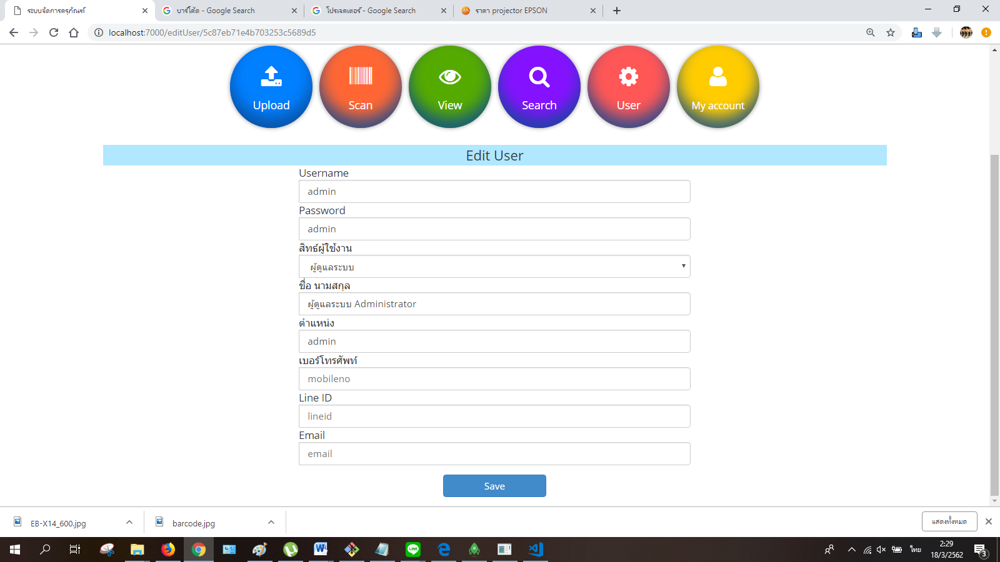 ระบบจัดการครุภัณฑ์
บาร์โค้ด - Google Search
โปรเจคเตอร์ - Google Search
ราคา projector EPSON
localhost:7000/editUser/5c87eb71e4b703253c5689d5
Upload
Scan
View
Search
User
My account
Edit User
Username
admin
Password
admin
สิทธ์ผู้ใช้งาน
ผู้ดูแลระบบ
ชื่อ นามสกุล
ผู้ดูแลระบบ Administrator
ตำแหน่ง
admin
เบอร์โทรศัพท์
mobileno
Line ID
lineid
Email
email
Save
EB-X14_600.jpg
barcode.jpg
แสดงทั้งหมด
LINE
ไทย
2:29
18/3/2562
3